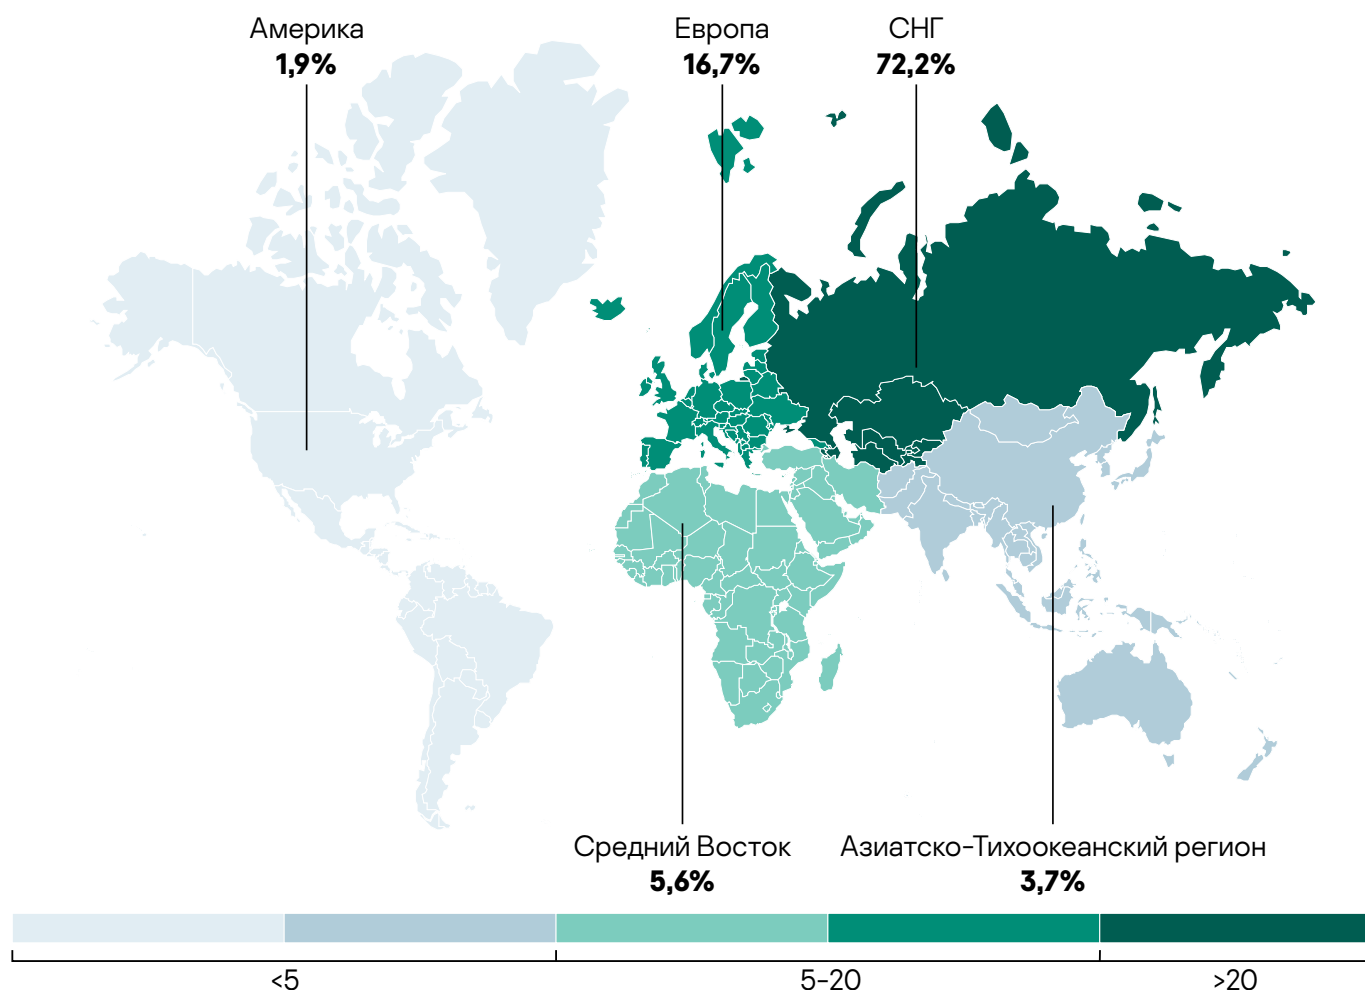 Америка
1,9%
Европа
16,7%
СНГ
72,2%
Средний Восток
5,6%
Азиатско-Тихоокеанский регион
3,7%
<5
5-20
>20